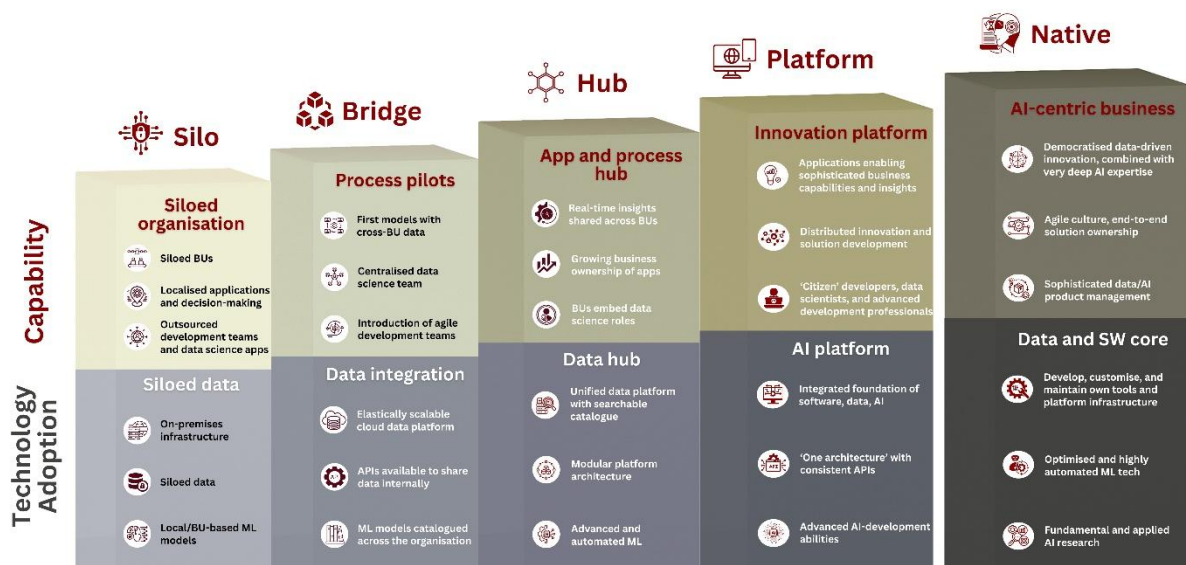 Silo
Bridge
Hub
Platform
Native
Capability
Technology
Adoption
Siloed
organisation
Siloed BUs
Localised applications
and decision-making
Outsourced
development teams
and data science apps
Siloed data
On-premises
infrastructure
Siloed data
Local/BU-based ML
models
Process pilots
First models with
cross-BU data
Centralised data
science team
Introduction of agile
development teams
Data integration
Elastically scalable
cloud data platform
APIs available to share
data internally
ML models catalogued
across the organisation
App and process
hub
Real-time insights
shared across BUs
Growing business
ownership of apps
BUs embed data
science roles
Data hub
Unified data platform
with searchable
catalogue
Modular platform
architecture
Advanced and
automated ML
Innovation platform
Applications enabling
sophisticated business
capabilities and insights
Distributed innovation and
solution development
‘Citizen’ developers, data
scientists, and advanced
development professionals
AI platform
Integrated foundation of
software, data, AI
‘One architecture’ with
consistent APIs
Advanced AI-development
abilities
AI-centric business
Democratised data-driven
innovation, combined with
very deep AI expertise
Agile culture, end-to-end
solution ownership
Sophisticated data/AI
product management
Data and SW core
Develop, customise, and
maintain own tools and
platform infrastructure
Optimised and highly
automated ML tech
Fundamental and applied
AI research